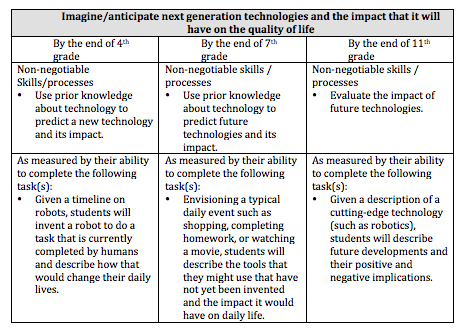 Imagine/anticipate next generation technologies and the impact that it will
have on the quality of life
By the end of 4th
grade
By the end of 7th
grade
By the end of 11th
grade
Non-negotiable
Skills/processes
• Use prior knowledge
about technology to
predict a new technology
and its impact.
Non-negotiable skills /
processes
• Use prior knowledge
about technology to
predict future
technologies and its
impact.
Non-negotiable skills /
processes
• Evaluate the impact of
future technologies.
As measured by their ability
to complete the following
task(s):
• Given a timeline on
robots, students will
invent a robot to do a
task that is currently
completed by humans
and describe how that
would change their daily
lives.
As measured by their ability
to complete the following
task(s):
• Envisioning a typical
daily event such as
shopping, completing
homework, or watching
a movie, students will
describe the tools that
they might use that have
not yet been invented
and the impact it would
have on daily life.
As measured by their ability
to complete the following
task(s):
• Given a description of a
cutting-edge technology
(such as robotics),
students will describe
future developments and
their positive and
negative implications.